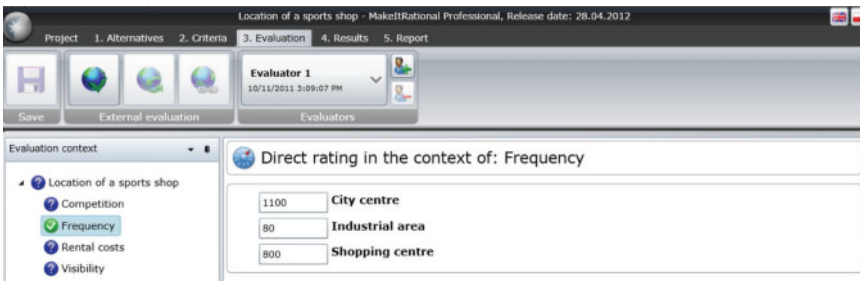 Location of a sports shop - MakeItRational Professional, Release date: 28.04.2012
Project 1. Alternatives 2. Criteria 3. Evaluation 4. Results 5. Report
Evaluator 1
10/11/2011 3:09:07 PM
Save External evaluation Evaluators
Evaluation context
Direct rating in the context of: Frequency
Location of a sports shop
Competition
Frequency
Rental costs
Visibility
1100 City centre
80 Industrial area
800 Shopping centre